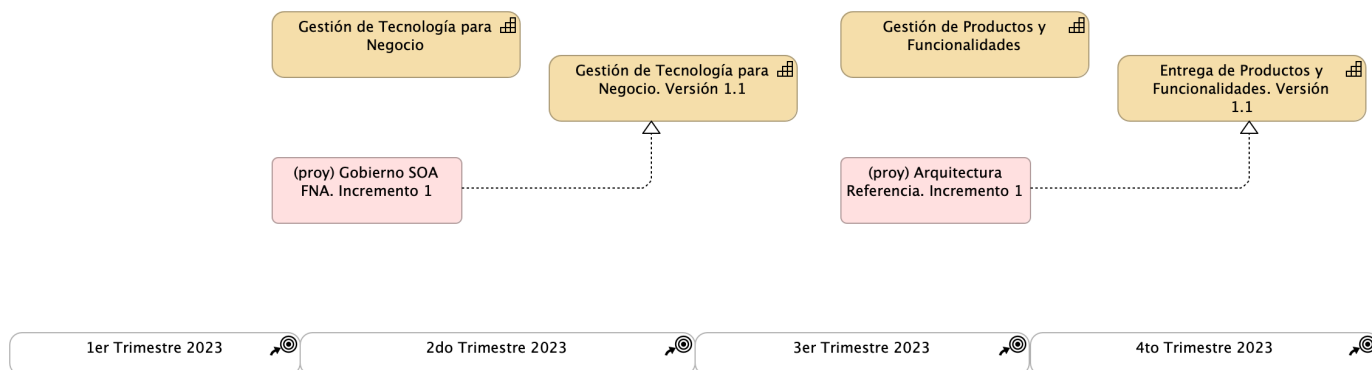 Gestión de Tecnología para
Negocio
Gestión de Tecnología para
Negocio. Versión 1.1
Gestión de Productos y
Funcionalidades
Entrega de Productos y
Funcionalidades. Versión
1.1
(proy) Gobierno SOA
FNA. Incremento 1
(proy) Arquitectura
Referencia. Incremento 1
1er Trimestre 2023
2do Trimestre 2023
3er Trimestre 2023
4to Trimestre 2023